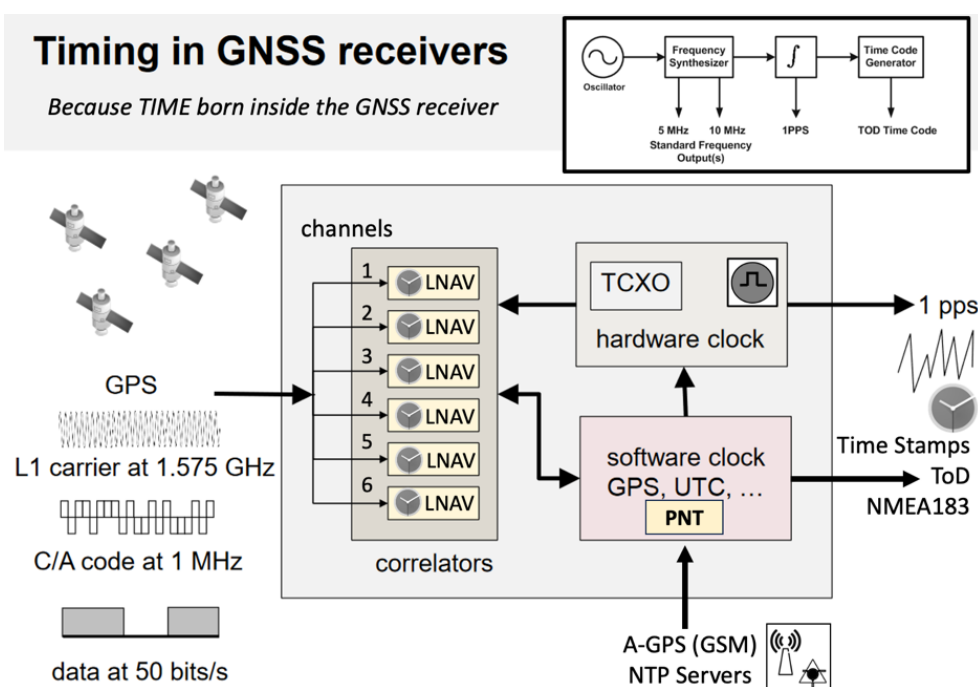 Timing in GNSS receivers
Because TIME born inside the GNSS receiver
Oscillator
Frequency
Synthesizer
∫
Time Code
Generator
5 MHz
10 MHz
Standard Frequency
Output(s)
1PPS
TOD Time Code
channels
1
LNAV
2
LNAV
3
LNAV
4
LNAV
5
LNAV
6
LNAV
correlators
TCXO
hardware clock
software clock
GPS, UTC, …
PNT
1 pps
Time Stamps
ToD
NMEA183
GPS
L1 carrier at 1.575 GHz
C/A code at 1 MHz
data at 50 bits/s
A-GPS (GSM)
NTP Servers